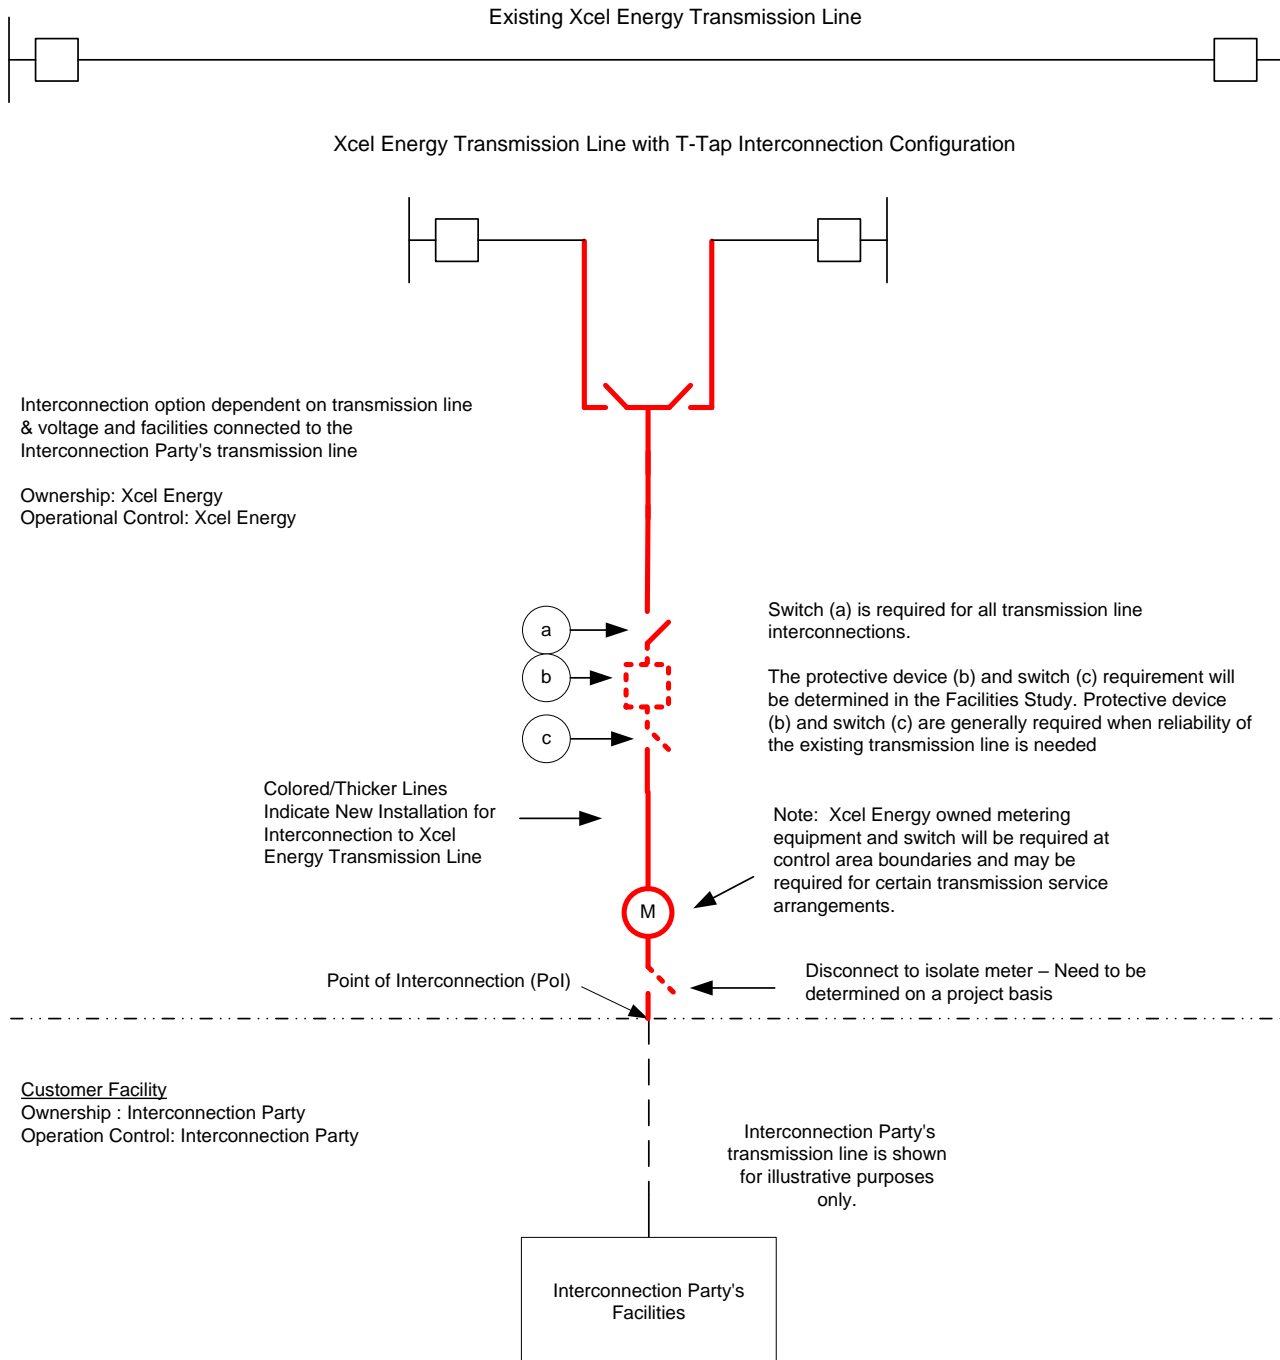 Existing Xcel Energy Transmission Line
Xcel Energy Transmission Line with T-Tap Interconnection Configuration
Interconnection option dependent on transmission line
& voltage and facilities connected to the
Interconnection Party's transmission line
Ownership: Xcel Energy
Operational Control: Xcel Energy
a
b
c
Switch (a) is required for all transmission line
interconnections.
The protective device (b) and switch (c) requirement will
be determined in the Facilities Study. Protective device
(b) and switch (c) are generally required when reliability of
the existing transmission line is needed
Colored/Thicker Lines
Indicate New Installation for
Interconnection to Xcel
Energy Transmission Line
Note:  Xcel Energy owned metering
equipment and switch will be required at
control area boundaries and may be
required for certain transmission service
arrangements.
M
Point of Interconnection (PoI)
Disconnect to isolate meter – Need to be
determined on a project basis
Customer Facility
Ownership : Interconnection Party
Operation Control: Interconnection Party
Interconnection Party's
transmission line is shown
for illustrative purposes
only.
Interconnection Party's
Facilities